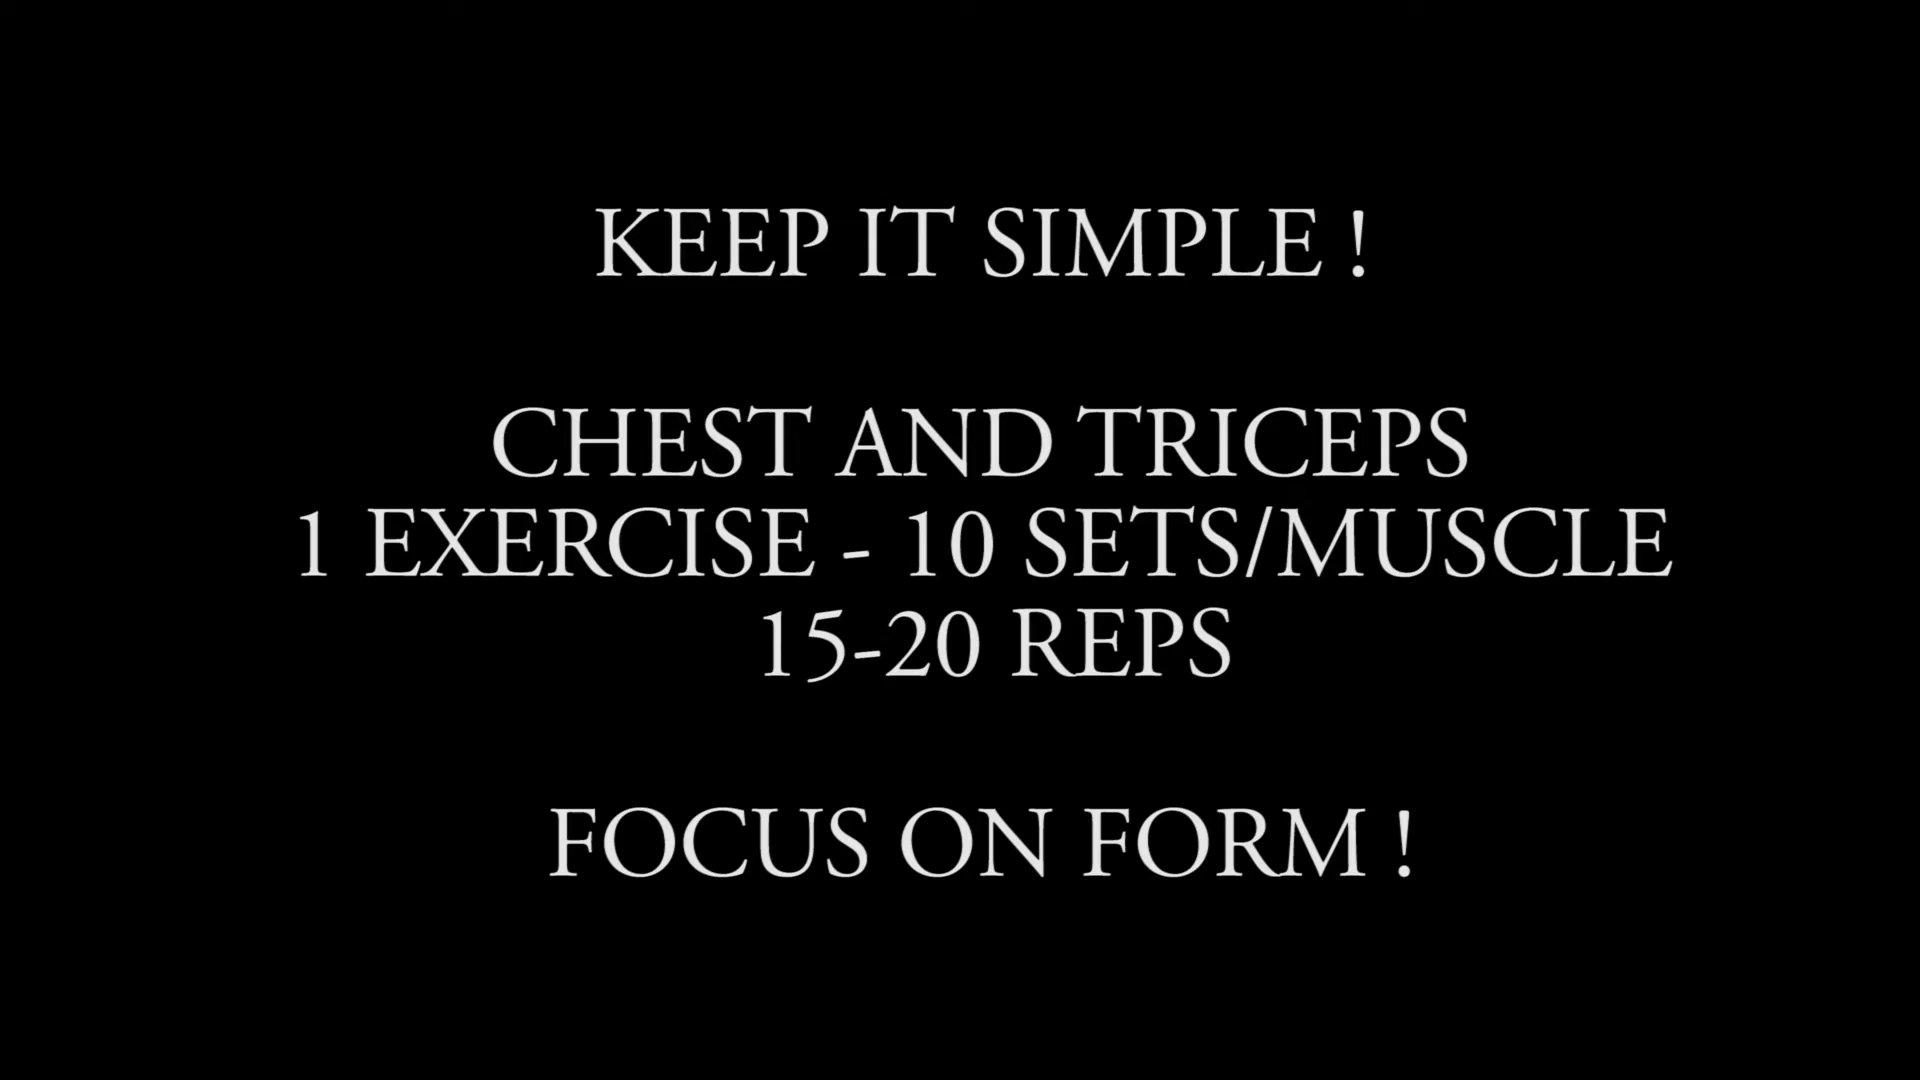 KEEP IT SIMPLE !
CHEST AND TRICEPS
1 EXERCISE - 10 SETS/MUSCLE
15-20 REPS
FOCUS ON FORM !